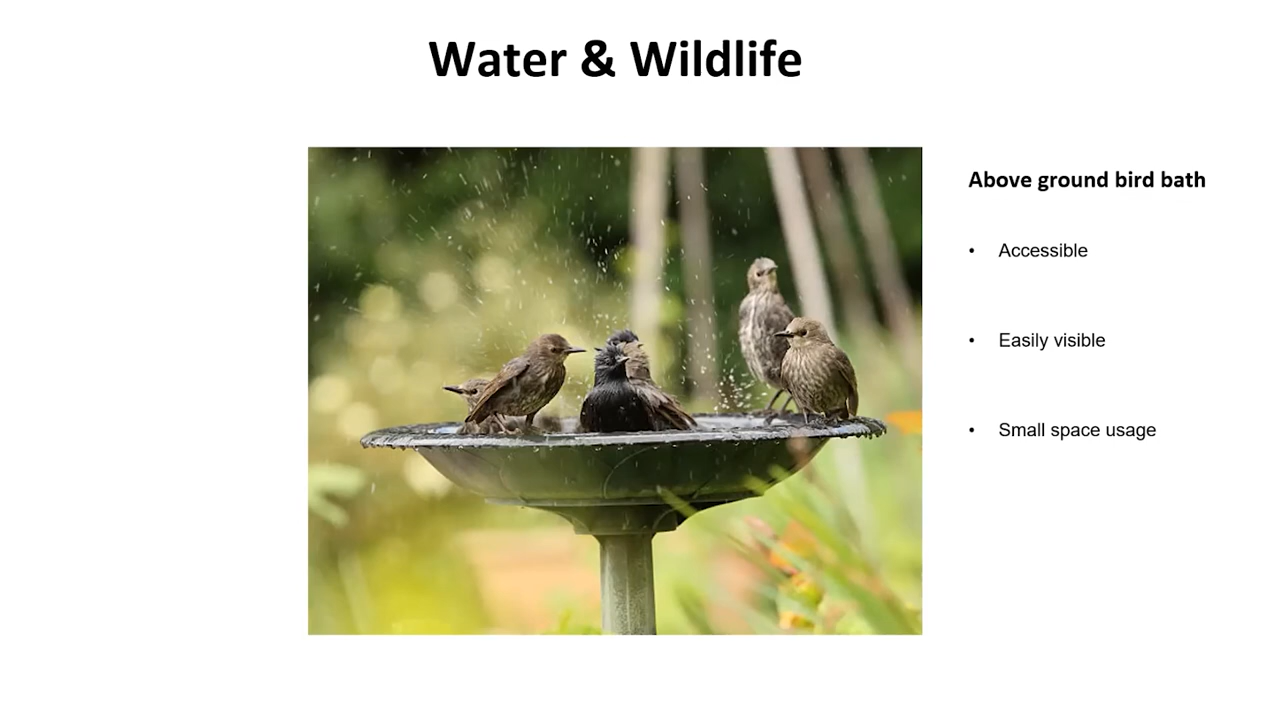 Water & Wildlife
Above ground bird bath
• Accessible
• Easily visible
• Small space usage